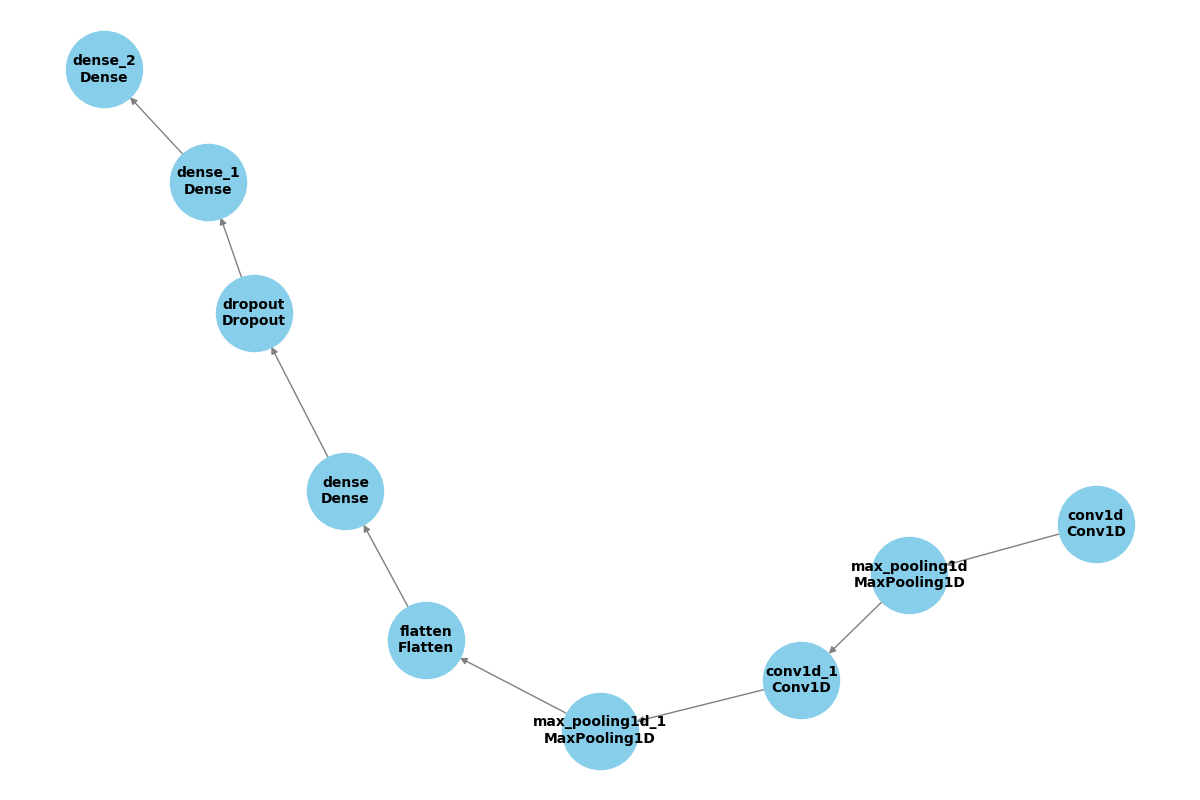 dense_2
Dense
dense_1
Dense
dropout
Dropout
dense
Dense
conv1d
Conv1D
max_pooling1d
MaxPooling1D
flatten
Flatten
conv1d_1
Conv1D
max_pooling1d_1
MaxPooling1D